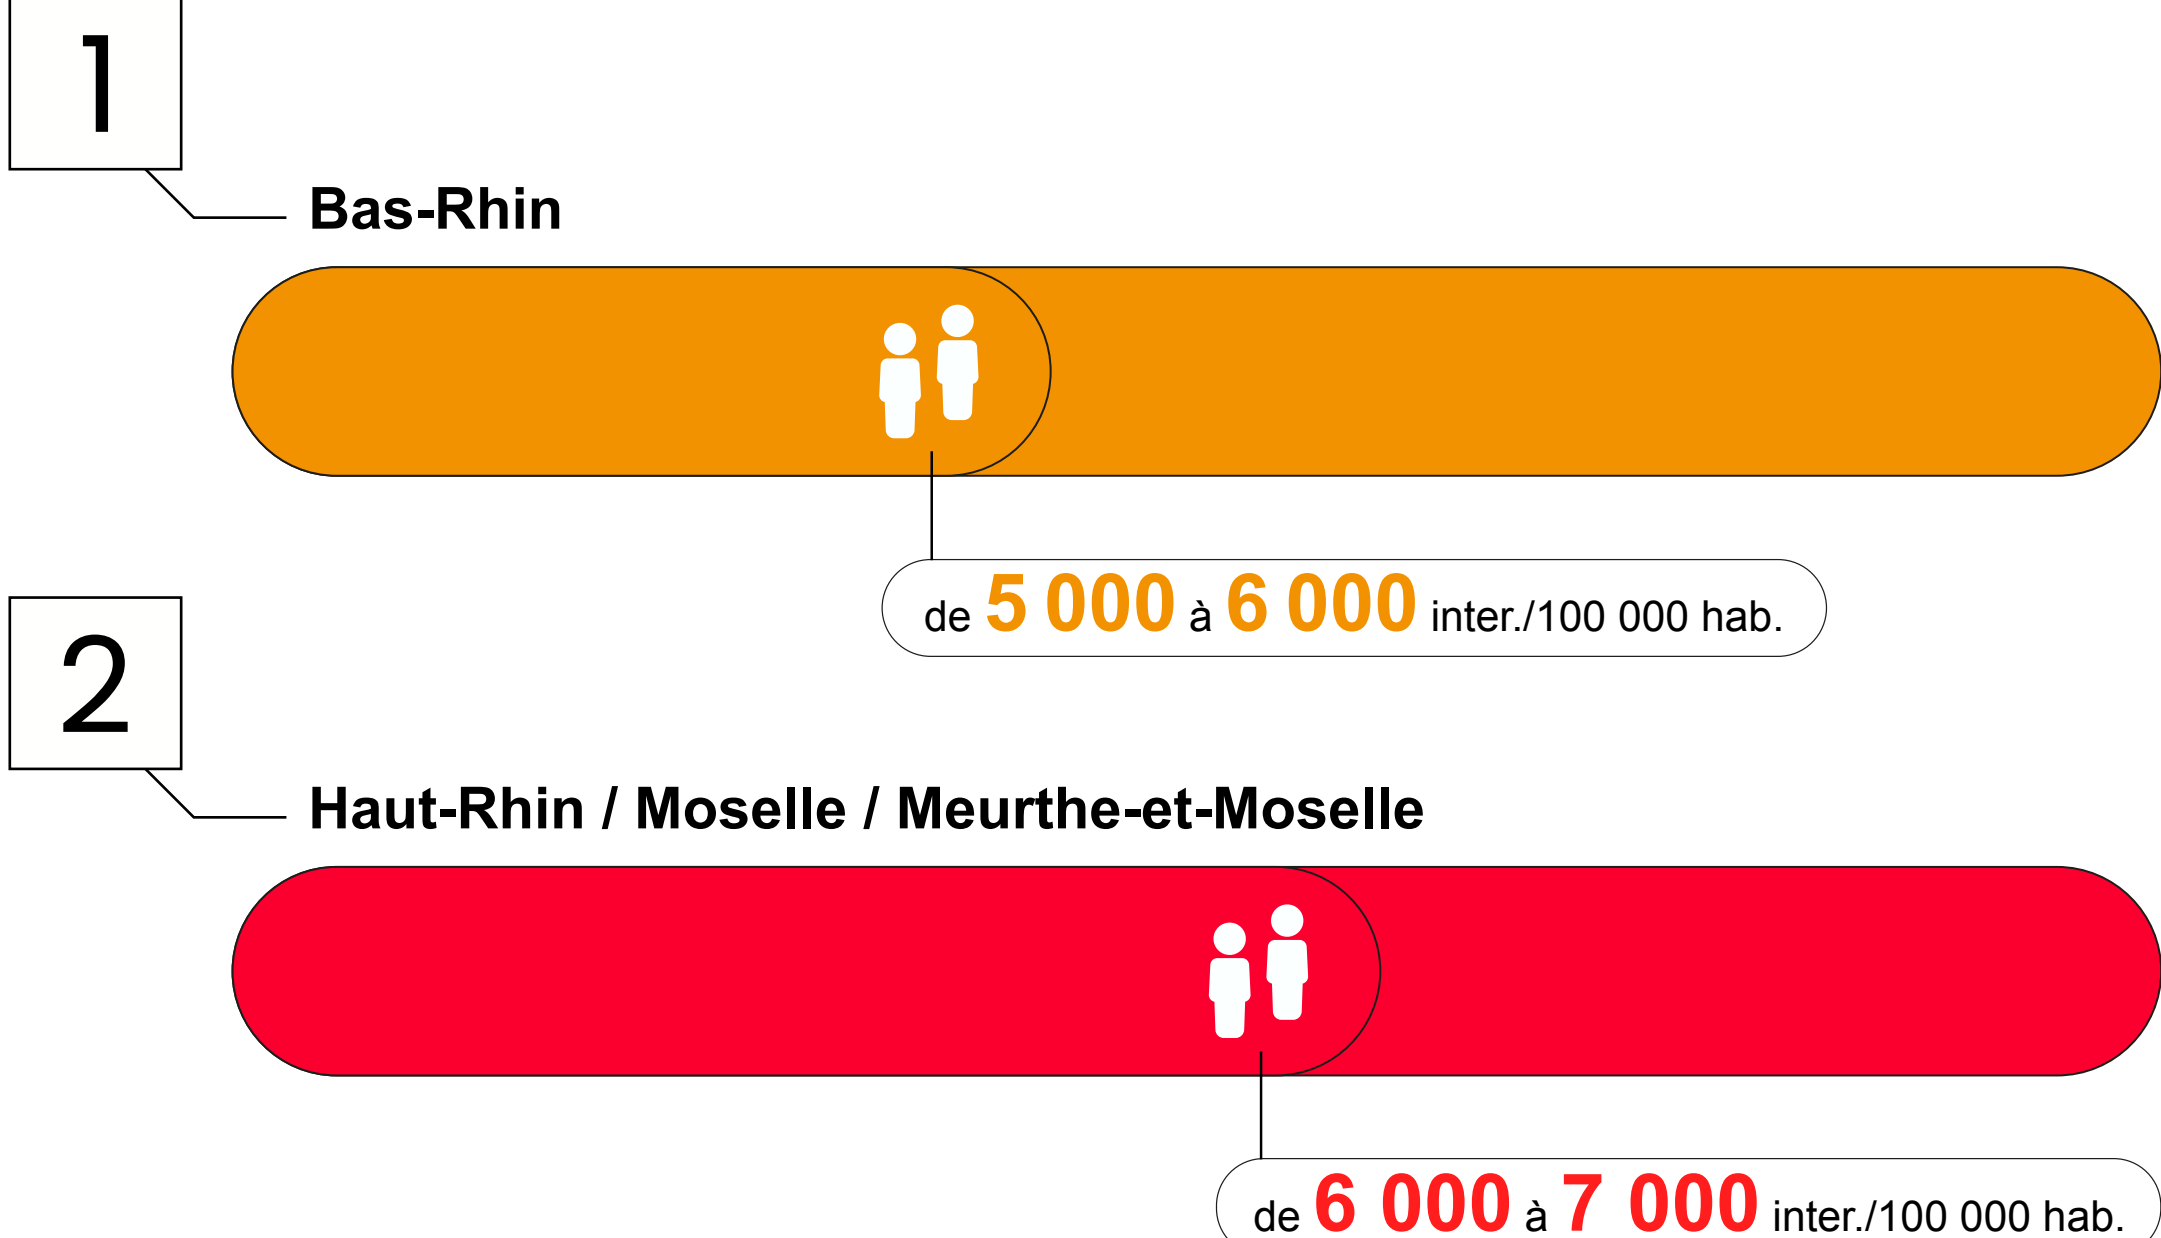 1
Bas-Rhin
de 5 000 à 6 000 inter./100 000 hab.
2
Haut-Rhin / Moselle / Meurthe-et-Moselle
de 6 000 à 7 000 inter./100 000 hab.